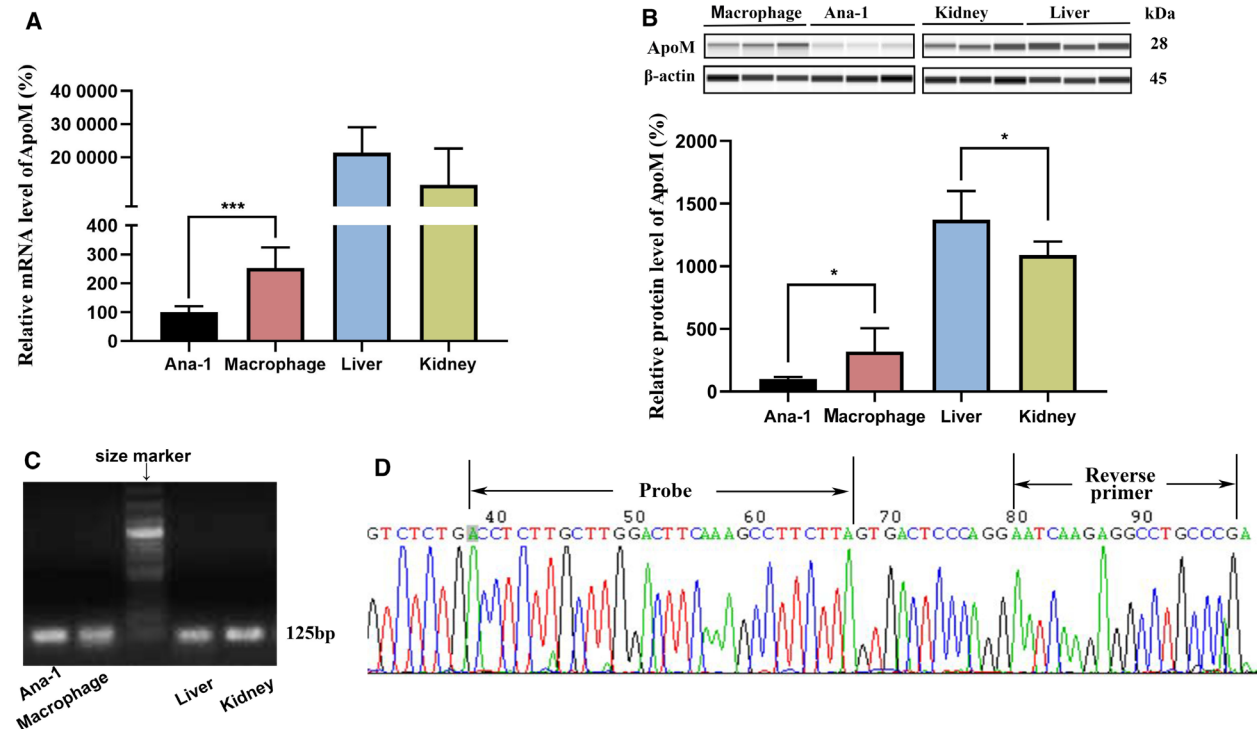 A
Relative mRNA level of ApoM (%)
40 0000
30 0000
20 0000
400
300
200
100
0
***
Ana-1 Macrophage Liver Kidney
B
Macrophage Ana-1 Kidney Liver kDa
ApoM 28
β-actin 45
Relative protein level of ApoM (%)
2000
1500
1000
500
0
*
*
Ana-1 Macrophage Liver Kidney
C
size marker
125bp
Ana-1
Macrophage
Liver
Kidney
D
Probe
Reverse
primer
40 50 60 70 80 90
GTCTCTGACCTCTTGCTTGGACTTCAAAGCCTTCTTAGTGACTCCCAGGAATCAAGAGGCCTGCCCGA